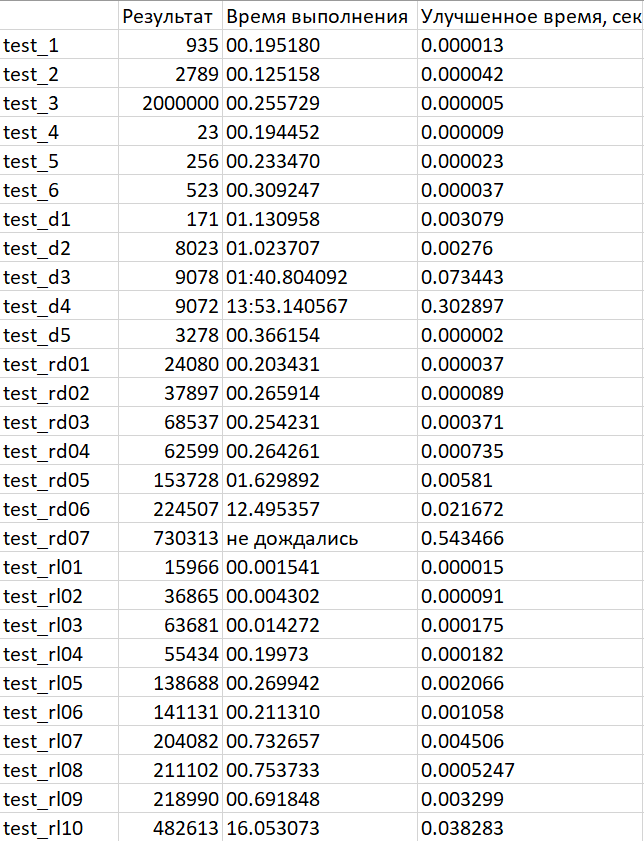 Результат Время выполнения Улучшенное время, сек
test_1 935 00.195180 0.000013
test_2 2789 00.125158 0.000042
test_3 2000000 00.255729 0.000005
test_4 23 00.194452 0.000009
test_5 256 00.233470 0.000023
test_6 523 00.309247 0.000037
test_d1 171 01.130958 0.003079
test_d2 8023 01.023707 0.00276
test_d3 9078 01:40.804092 0.073443
test_d4 9072 13:53.140567 0.302897
test_d5 3278 00.366154 0.000002
test_rd01 24080 00.203431 0.000037
test_rd02 37897 00.265914 0.000089
test_rd03 68537 00.254231 0.000371
test_rd04 62599 00.264261 0.000735
test_rd05 153728 01.629892 0.00581
test_rd06 224507 12.495357 0.021672
test_rd07 730313 не дождались 0.543466
test_rl01 15966 00.001541 0.000015
test_rl02 36865 00.004302 0.000091
test_rl03 63681 00.014272 0.000175
test_rl04 55434 00.19973 0.000182
test_rl05 138688 00.269942 0.002066
test_rl06 141131 00.211310 0.001058
test_rl07 204082 00.732657 0.004506
test_rl08 211102 00.753733 0.0005247
test_rl09 218990 00.691848 0.003299
test_rl10 482613 16.053073 0.038283